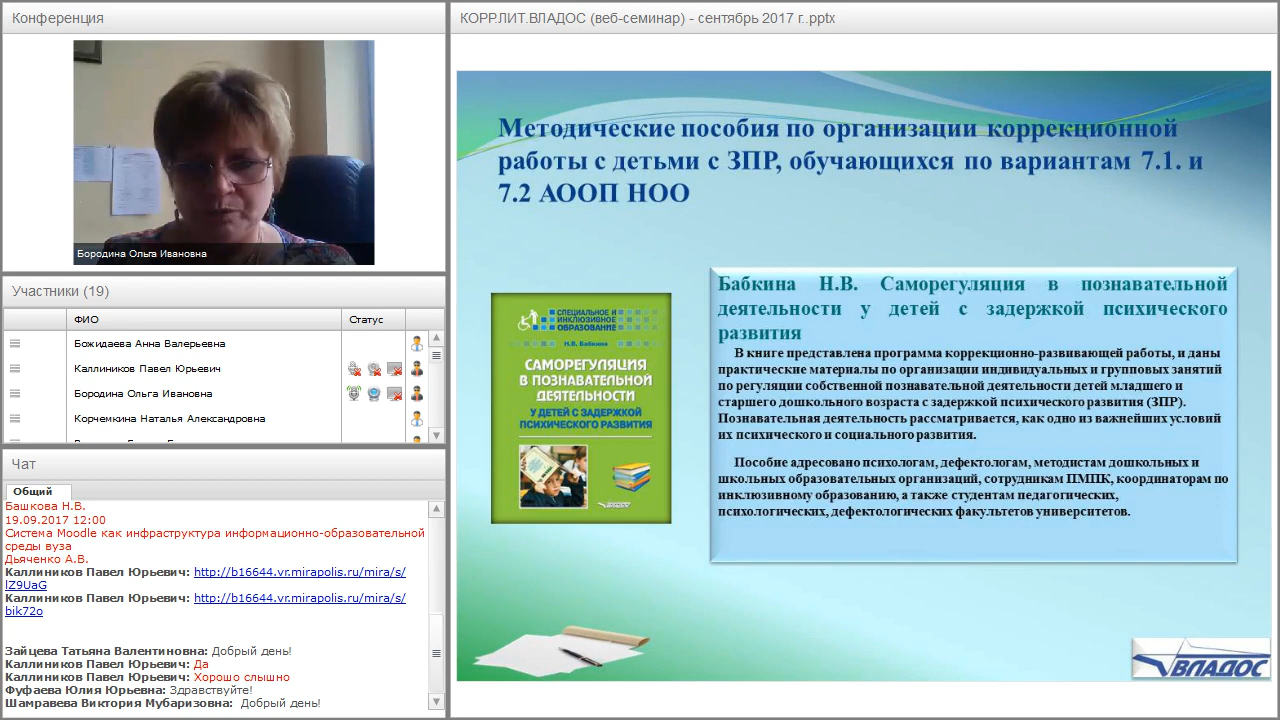 Конференция
Бородина Ольга Ивановна
Участники (19)
ФИО
Статус
Божидаева Анна Валерьевна
Каллиников Павел Юрьевич
Бородина Ольга Ивановна
Корчемкина Наталья Александровна
Чат
Общий
Башкова Н.В.
19.09.2017 12:00
Система Moodle как инфраструктура информационно-образовательной
среды вуза
Дьяченко А.В.
Каллиников Павел Юрьевич: http://b16644.vr.mirapolis.ru/mira/s/
lZ9UaG
Каллиников Павел Юрьевич: http://b16644.vr.mirapolis.ru/mira/s/
bik72o
Зайцева Татьяна Валентиновна: Добрый день!
Каллиников Павел Юрьевич: Да
Каллиников Павел Юрьевич: Хорошо слышно
Фуфаева Юлия Юрьевна: Здравствуйте!
Шамравева Виктория Мубаризовна: Добрый день!
КОРР.ЛИТ.ВЛАДОС (веб-семинар) - сентябрь 2017 г..pptx
Методические пособия по организации коррекционной
работы с детьми с ЗПР, обучающихся по вариантам 7.1. и
7.2 АООП НОО
СПЕЦИАЛЬНОЕ И
ИНКЛЮЗИВНОЕ
ОБРАЗОВАНИЕ
Н.В. Бабкина
САМОРЕГУЛЯЦИЯ
В ПОЗНАВАТЕЛЬНОЙ
ДЕЯТЕЛЬНОСТИ
У ДЕТЕЙ С ЗАДЕРЖКОЙ
ПСИХИЧЕСКОГО РАЗВИТИЯ
Бабкина Н.В. Саморегуляция в познавательной
деятельности у детей с задержкой психического
развития
В книге представлена программа коррекционно-развивающей работы, и даны
практические материалы по организации индивидуальных и групповых занятий
по регуляции собственной познавательной деятельности детей младшего и
старшего дошкольного возраста с задержкой психического развития (ЗПР).
Познавательная деятельность рассматривается, как одно из важнейших условий
их психического и социального развития.
Пособие адресовано психологам, дефектологам, методистам дошкольных и
школьных образовательных организаций, сотрудникам ПМПК, координаторам по
инклюзивному образованию, а также студентам педагогических,
психологических, дефектологических факультетов университетов.
ВЛАДОС